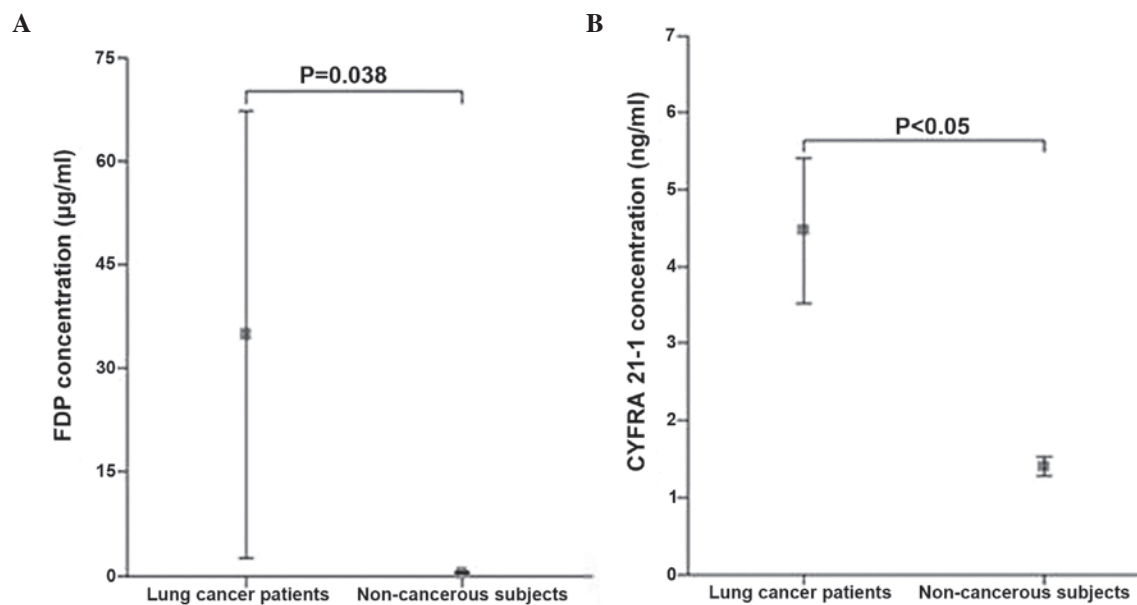 A
FDP concentration (µg/ml)
75
60
45
30
15
0
P=0.038
Lung cancer patients
Non-cancerous subjects
B
CYFRA 21-1 concentration (ng/ml)
7
6
5
4
3
2
1
0
P<0.05
Lung cancer patients
Non-cancerous subjects